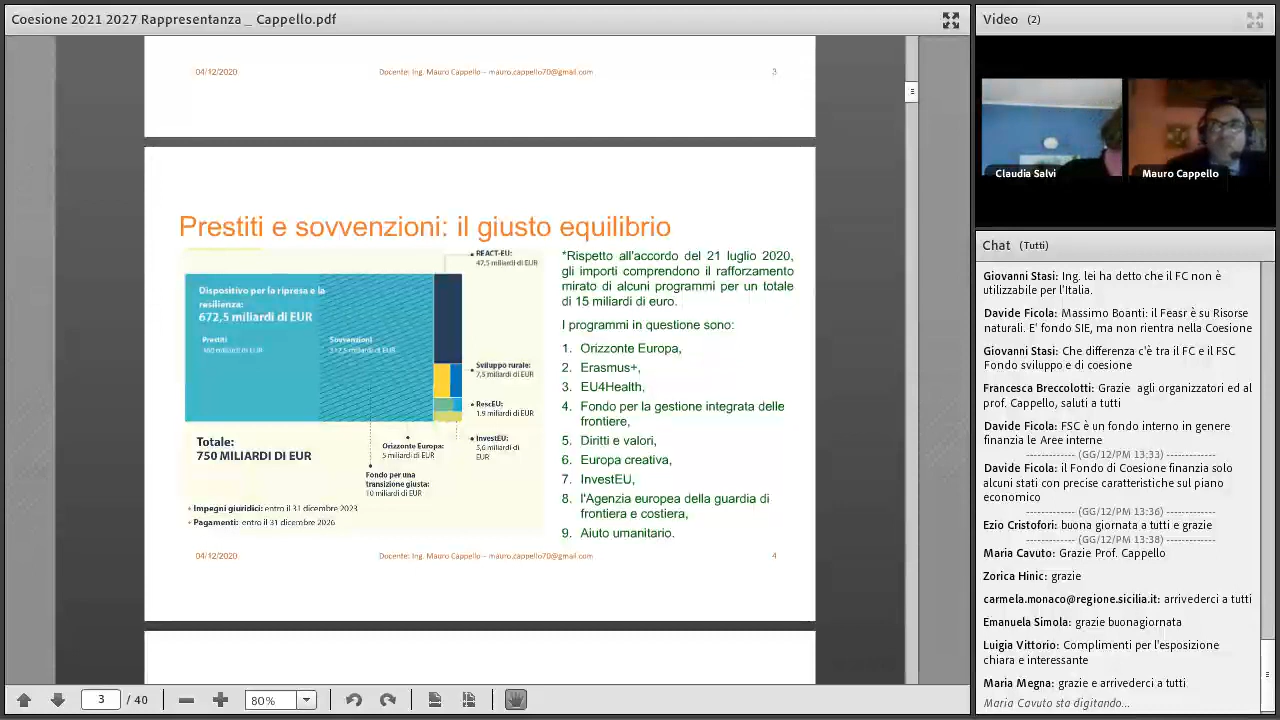 Coesione 2021 2027 Rappresentanza _ Cappello.pdf
04/12/2020
Docente: Ing. Mauro Cappello – mauro.cappello70@gmail.com
3
Prestiti e sovvenzioni: il giusto equilibrio
REACT-EU:
47,5 miliardi di EUR
Dispositivo per la ripresa e la
resilienza:
672,5 miliardi di EUR
Prestiti
360 miliardi di EUR
Sovvenzioni
312,5 miliardi di EUR
Sviluppo rurale:
7,5 miliardi di EUR
RescEU:
1.9 miliardi di EUR
InvestEU:
5,6 miliardi di
EUR
Orizzonte Europa:
5 miliardi di EUR
Totale:
750 MILIARDI DI EUR
Fondo per una
transizione giusta:
10 miliardi di EUR
• Impegni giuridici: entro il 31 dicembre 2023
• Pagamenti: entro il 31 dicembre 2026
*Rispetto all'accordo del 21 luglio 2020,
gli importi comprendono il rafforzamento
mirato di alcuni programmi per un totale
di 15 miliardi di euro.
I programmi in questione sono:
1. Orizzonte Europa,
2. Erasmus+,
3. EU4Health,
4. Fondo per la gestione integrata delle
frontiere,
5. Diritti e valori,
6. Europa creativa,
7. InvestEU,
8. l'Agenzia europea della guardia di
frontiera e costiera,
9. Aiuto umanitario.
04/12/2020
Docente: Ing. Mauro Cappello – mauro.cappello70@gmail.com
4
3 / 40
80%
Video (2)
Claudia Salvi
Mauro Cappello
Chat (Tutti)
Giovanni Stasi: Ing. lei ha detto che il FC non è
utilizzabile per l'Italia.
Davide Ficola: Massimo Boanti: il Feasr è su Risorse
naturali. E' fondo SIE, ma non rientra nella Coesione
Giovanni Stasi: Che differenza c'è tra il FC e il FSC
Fondo sviluppo e di coesione
Francesca Breccolotti: Grazie agli organizzatori ed al
prof. Cappello, saluti a tutti
Davide Ficola: FSC è un fondo interno in genere
finanzia le Aree interne
------------- (GG/12/PM 13:33) -------------
Davide Ficola: il Fondo di Coesione finanzia solo
alcuni stati con precise caratteristiche sul piano
economico
------------- (GG/12/PM 13:36) -------------
Ezio Cristofori: buona giornata a tutti e grazie
------------- (GG/12/PM 13:38) -------------
Maria Cavuto: Grazie Prof. Cappello
Zorica Hinic: grazie
carmela.monaco@regione.sicilia.it: arrivederci a tutti
Emanuela Simola: grazie buonagiornata
Luigia Vittorio: Complimenti per l'esposizione
chiara e interessante
Maria Megna: grazie e arrivederci a tutti
Maria Cavuto sta digitando...